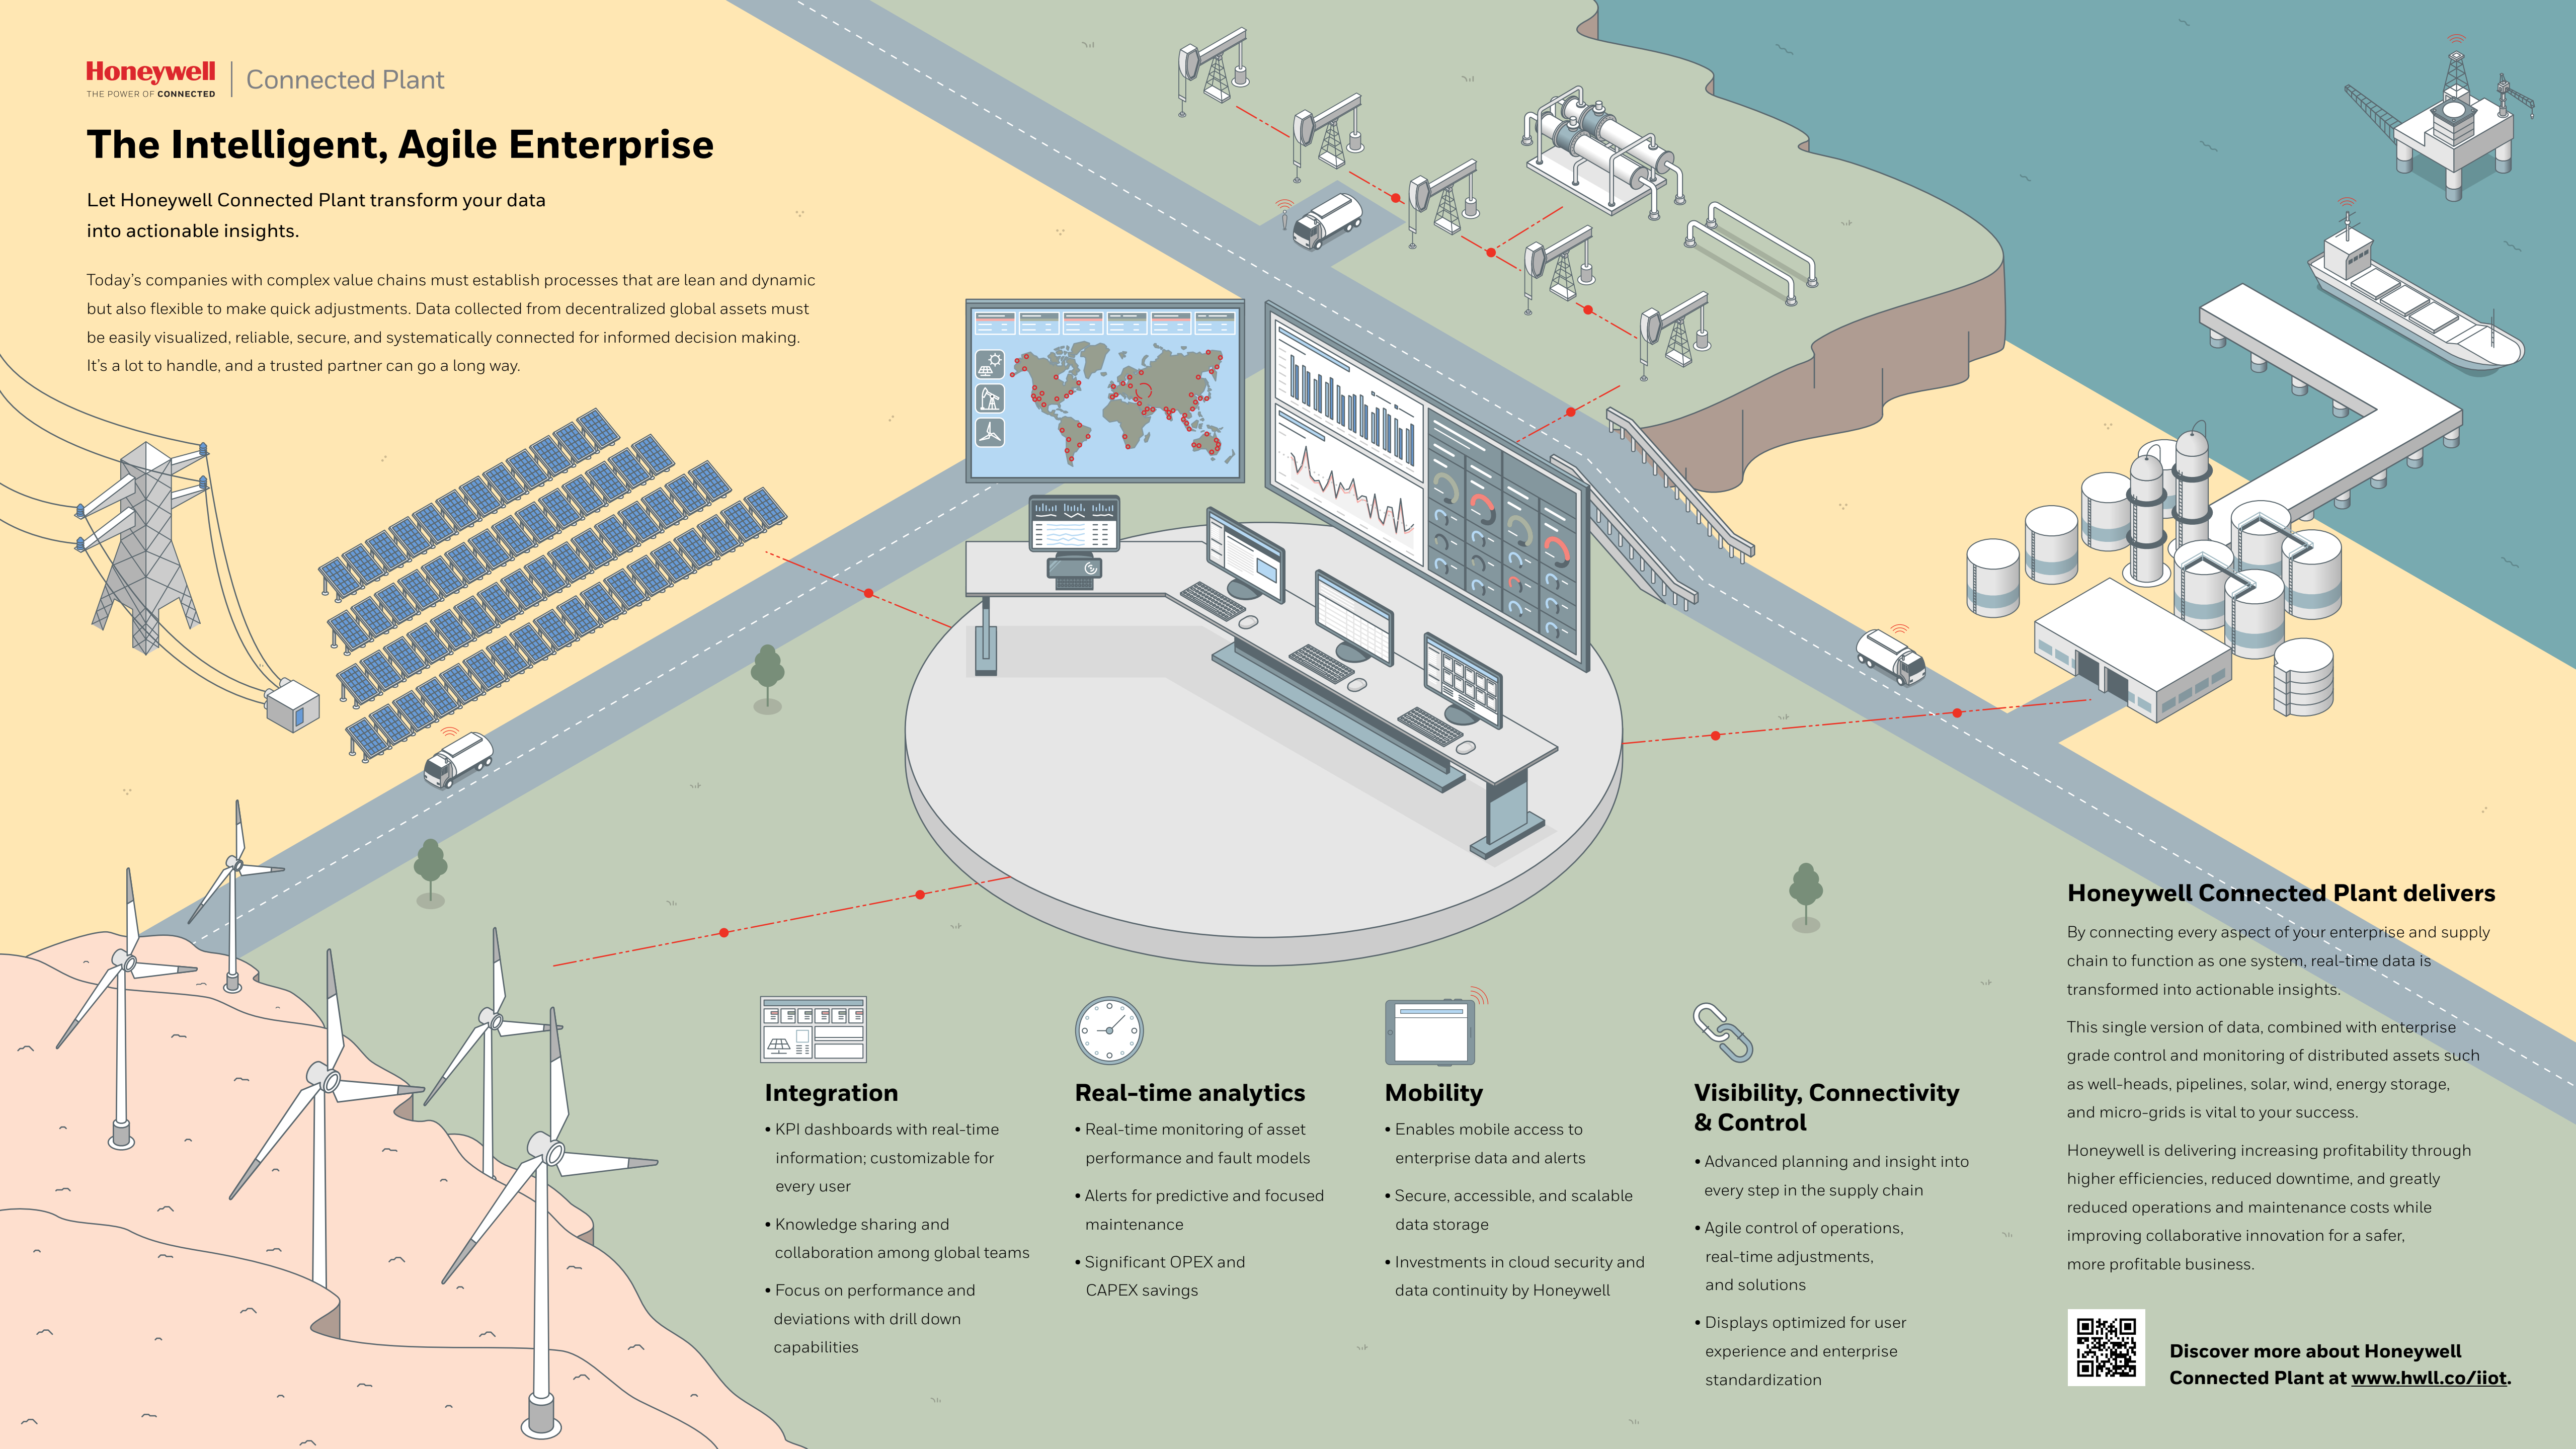 Honeywell
THE POWER OF CONNECTED
Connected Plant
The Intelligent, Agile Enterprise
Let Honeywell Connected Plant transform your data
into actionable insights.
Today's companies with complex value chains must establish processes that are lean and dynamic
but also flexible to make quick adjustments. Data collected from decentralized global assets must
be easily visualized, reliable, secure, and systematically connected for informed decision making.
It's a lot to handle, and a trusted partner can go a long way.
Integration
• KPI dashboards with real-time
information; customizable for
every user
• Knowledge sharing and
collaboration among global teams
• Focus on performance and
deviations with drill down
capabilities
Real-time analytics
• Real-time monitoring of asset
performance and fault models
• Alerts for predictive and focused
maintenance
• Significant OPEX and
CAPEX savings
Mobility
• Enables mobile access to
enterprise data and alerts
• Secure, accessible, and scalable
data storage
• Investments in cloud security and
data continuity by Honeywell
Visibility, Connectivity
& Control
• Advanced planning and insight into
every step in the supply chain
• Agile control of operations,
real-time adjustments,
and solutions
• Displays optimized for user
experience and enterprise
standardization
Honeywell Connected Plant delivers
By connecting every aspect of your enterprise and supply
chain to function as one system, real-time data is
transformed into actionable insights.
This single version of data, combined with enterprise
grade control and monitoring of distributed assets such
as well-heads, pipelines, solar, wind, energy storage,
and micro-grids is vital to your success.
Honeywell is delivering increasing profitability through
higher efficiencies, reduced downtime, and greatly
reduced operations and maintenance costs while
improving collaborative innovation for a safer,
more profitable business.
Discover more about Honeywell
Connected Plant at www.hwll.co/iiot.